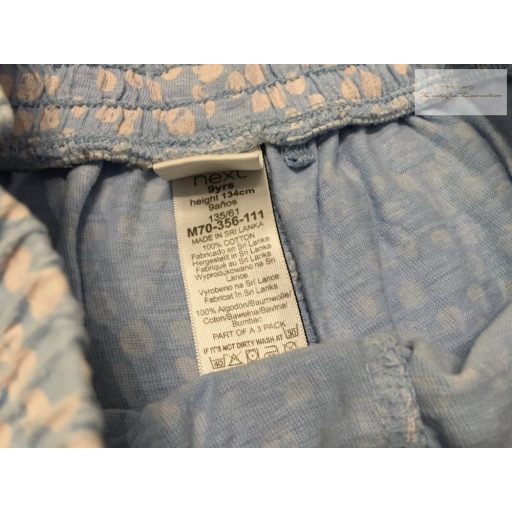 next
9yrs
height 134cm
9años
135/61
M70-356-111
MADE IN SRI LANKA
100% COTTON
Fabricado en Sri Lanka
Hergestellt in Sri Lanka
Fabriqué au Sri Lanka
Wyprodukowano na Sri
Lance
Vyrobeno na Srí Lance
Fabricat în Sri Lanka
100% Algodón/Baumwolle/
Coton/Bawełna/Bavlna/
Bumbac
PART OF A 3 PACK
IF IT'S NOT DIRTY WASH AT 30
40